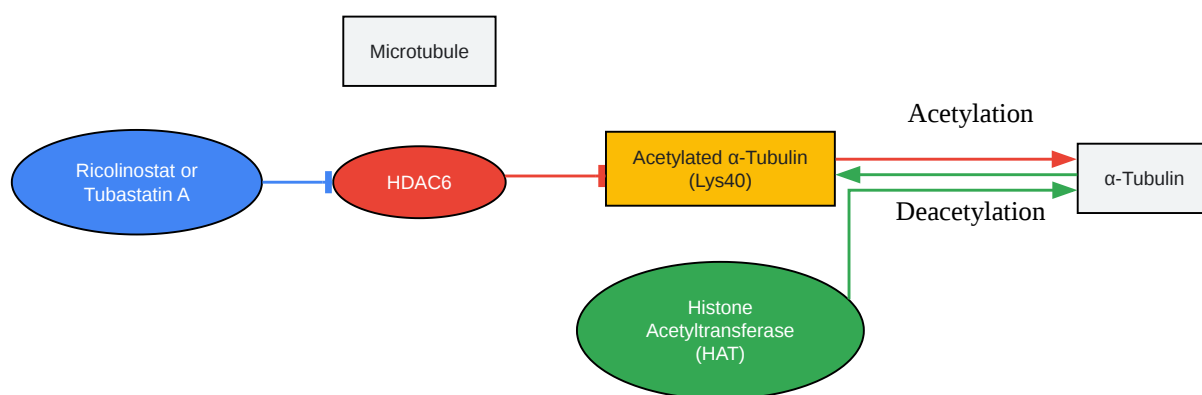 Microtubule
Ricolinostat or
Tubastatin A
HDAC6
Acetylated α-Tubulin
(Lys40)
Acetylation
Deacetylation
α-Tubulin
Histone
Acetyltransferase
(HAT)